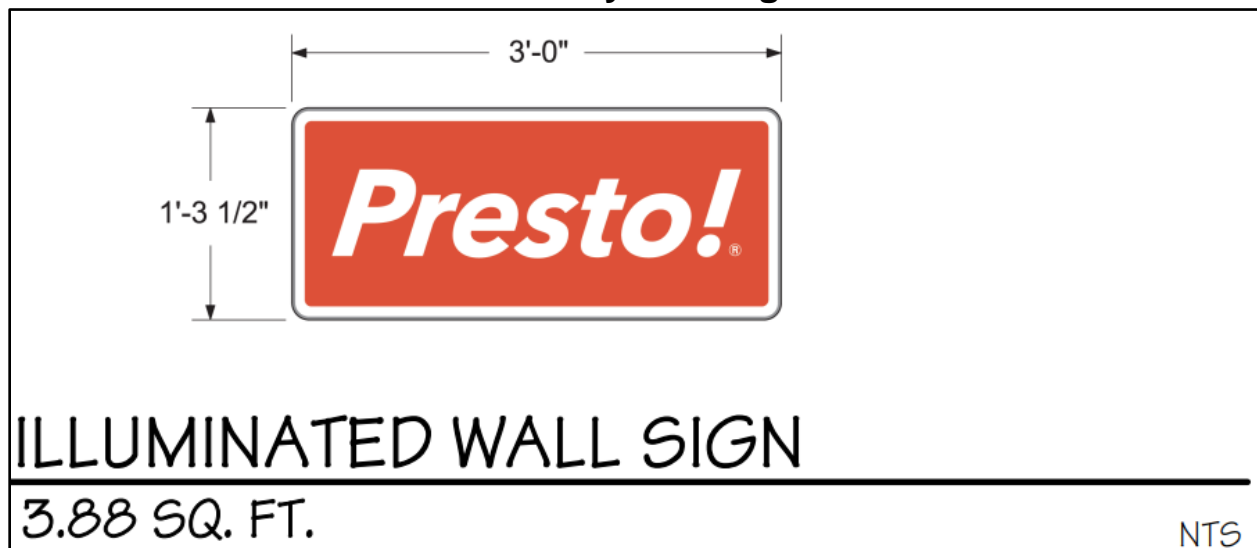 3'-0"
1'-3 1/2"
Presto!®
ILLUMINATED WALL SIGN
3.88 SQ. FT.
NTS